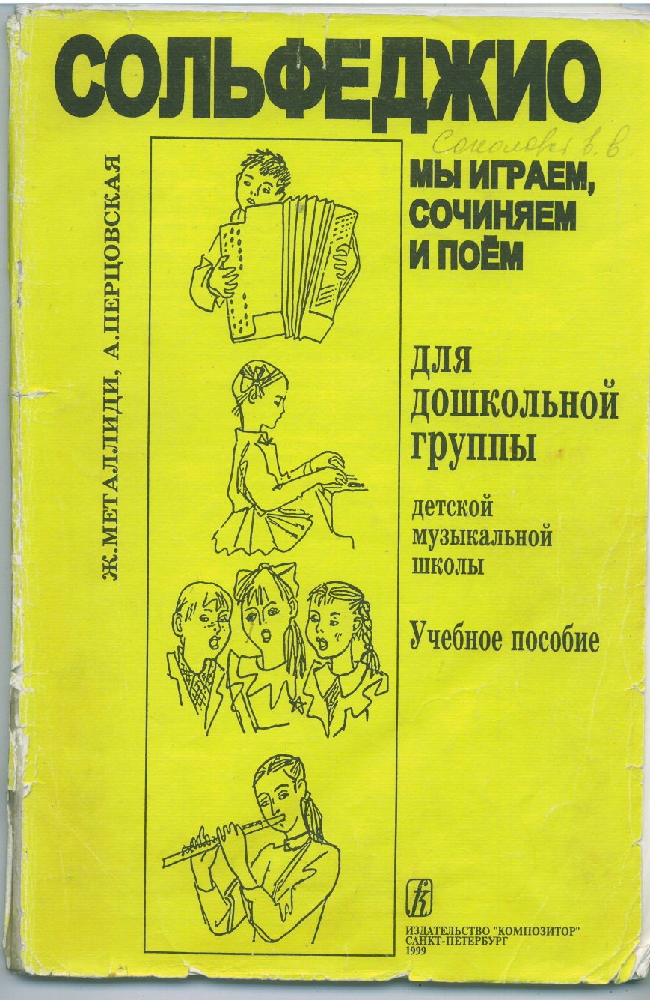 СОЛЬФЕДЖИО
Ж.МЕТАЛЛИДИ, А.ПЕРЦОВСКАЯ
МЫ ИГРАЕМ,
СОЧИНЯЕМ
И ПОЁМ
ДЛЯ
ДОШКОЛЬНОЙ
ГРУППЫ
ДЕТСКОЙ
МУЗЫКАЛЬНОЙ
ШКОЛЫ
Учебное пособие
ИЗДАТЕЛЬСТВО "КОМПОЗИТОР"
САНКТ-ПЕТЕРБУРГ
1999